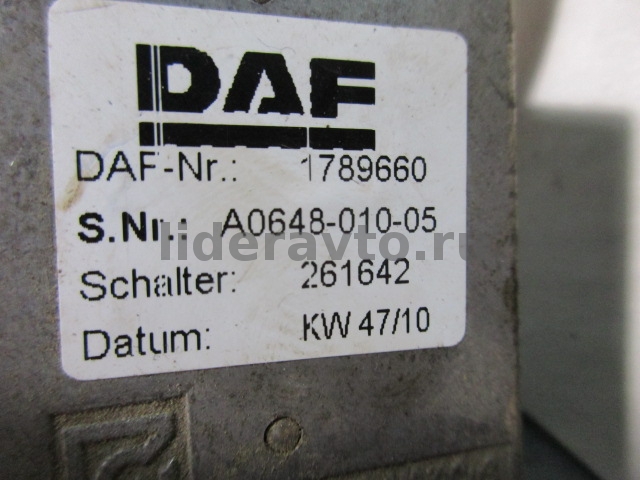 DAF
DAF-Nr.: 1789660
S.Nr.: A0648-010-05
lideravto.ru
Schalter: 261642
Datum: KW 47/10